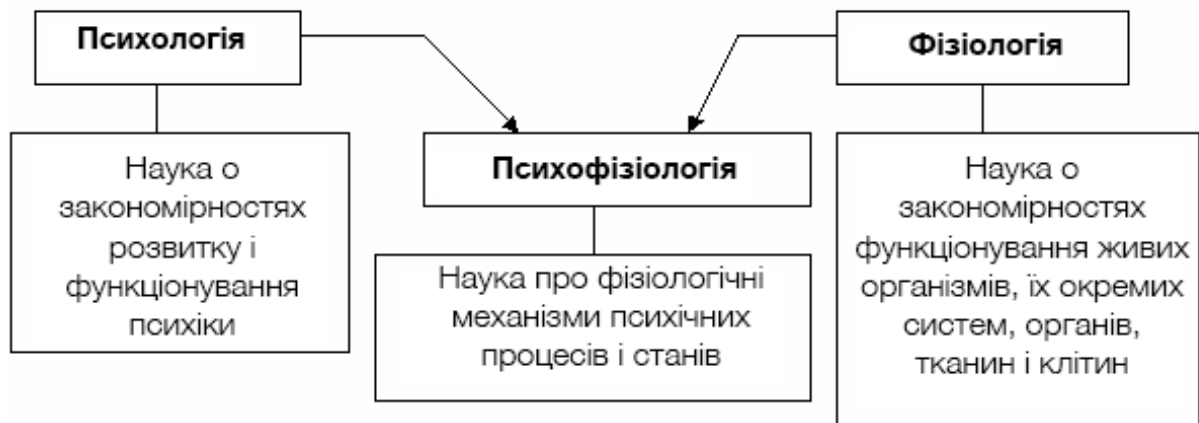 Психологія
Фізіологія
Психофізіологія
Наука о
закономірностях
розвитку і
функціонування
психіки
Наука про фізіологічні
механізми психічних
процесів і станів
Наука о
закономірностях
функціонування живих
організмів, їх окремих
систем, органів,
тканин і клітин